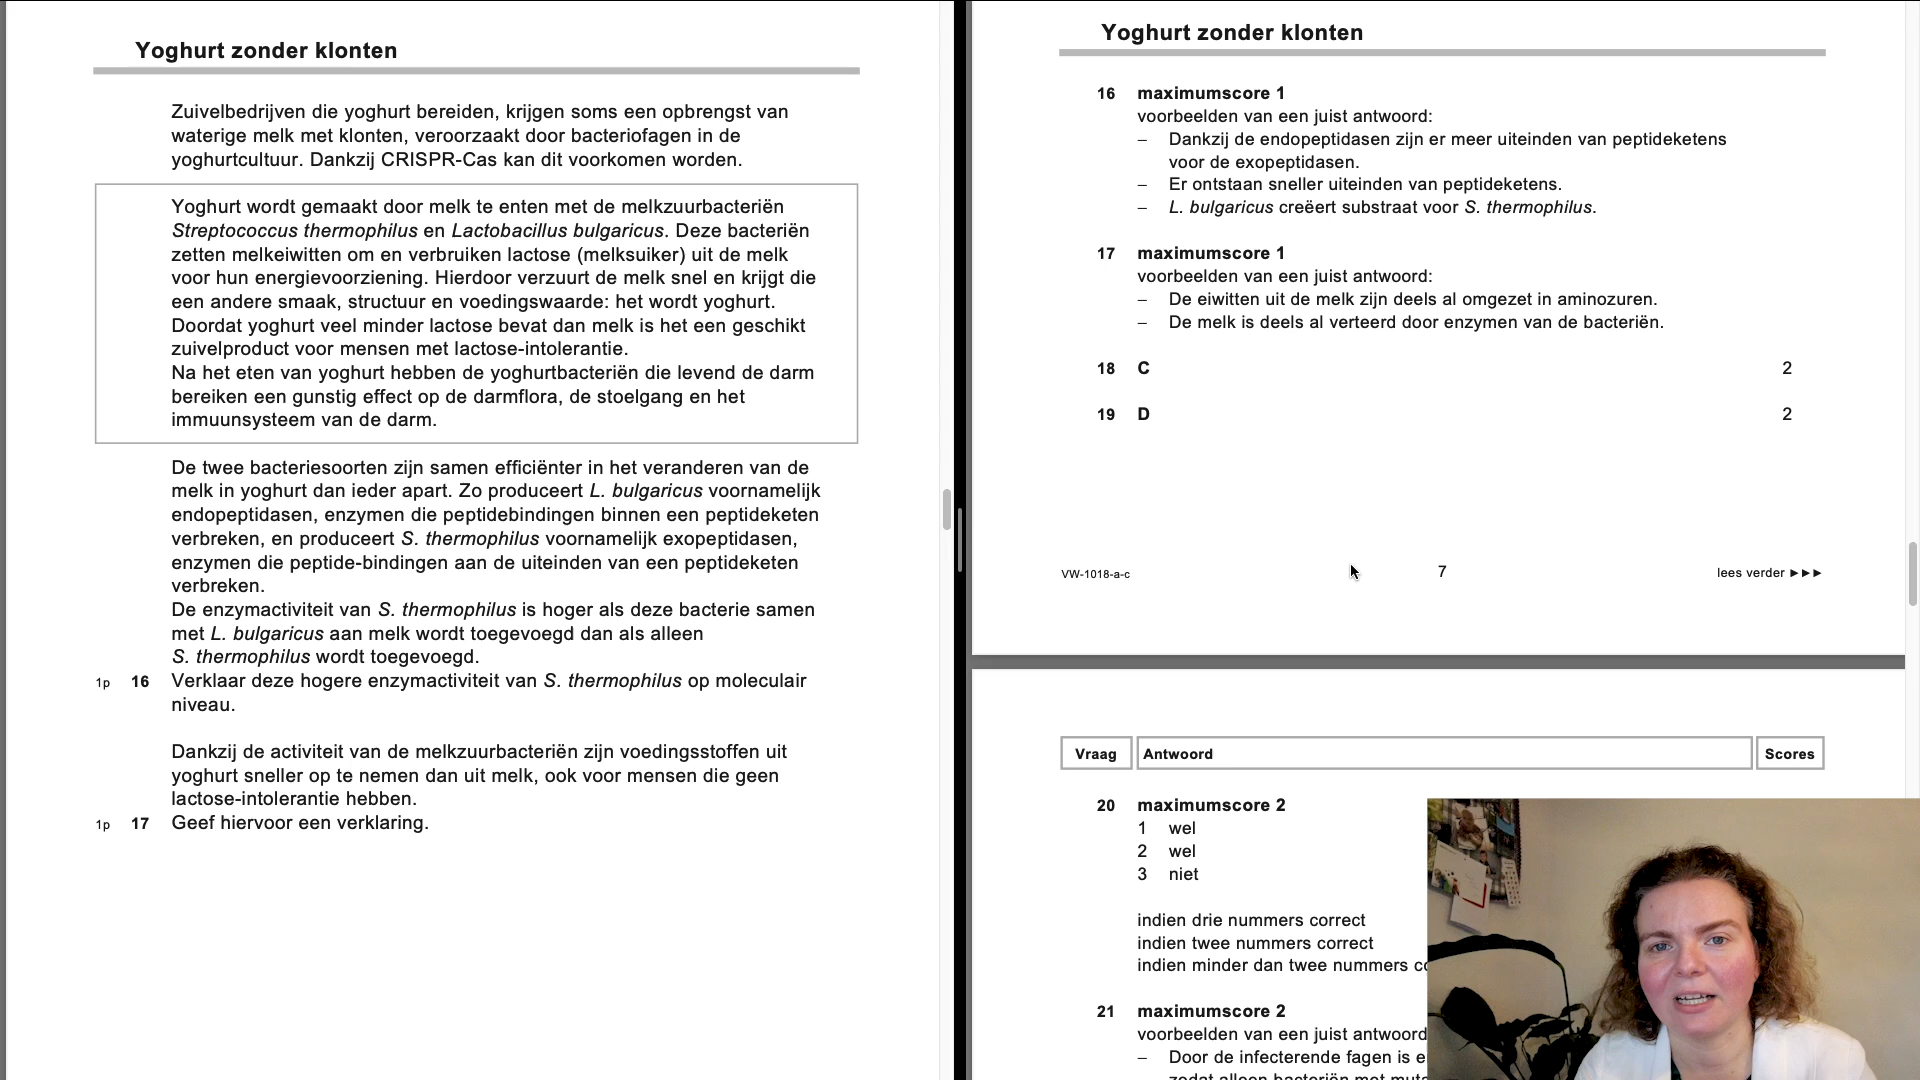 Yoghurt zonder klonten
Zuivelbedrijven die yoghurt bereiden, krijgen soms een opbrengst van
waterige melk met klonten, veroorzaakt door bacteriofagen in de
yoghurtcultuur. Dankzij CRISPR-Cas kan dit voorkomen worden.
Yoghurt wordt gemaakt door melk te enten met de melkzuurbacteriën
Streptococcus thermophilus en Lactobacillus bulgaricus. Deze bacteriën
zetten melkeiwitten om en verbruiken lactose (melksuiker) uit de melk
voor hun energievoorziening. Hierdoor verzuurt de melk snel en krijgt die
een andere smaak, structuur en voedingswaarde: het wordt yoghurt.
Doordat yoghurt veel minder lactose bevat dan melk is het een geschikt
zuivelproduct voor mensen met lactose-intolerantie.
Na het eten van yoghurt hebben de yoghurtbacteriën die levend de darm
bereiken een gunstig effect op de darmflora, de stoelgang en het
immuunsysteem van de darm.
De twee bacteriesoorten zijn samen efficiënter in het veranderen van de
melk in yoghurt dan ieder apart. Zo produceert L. bulgaricus voornamelijk
endopeptidasen, enzymen die peptidebindingen binnen een peptideketen
verbreken, en produceert S. thermophilus voornamelijk exopeptidasen,
enzymen die peptide-bindingen aan de uiteinden van een peptideketen
verbreken.
De enzymactiviteit van S. thermophilus is hoger als deze bacterie samen
met L. bulgaricus aan melk wordt toegevoegd dan als alleen
S. thermophilus wordt toegevoegd.
1p 16 Verklaar deze hogere enzymactiviteit van S. thermophilus op moleculair
niveau.
Dankzij de activiteit van de melkzuurbacteriën zijn voedingsstoffen uit
yoghurt sneller op te nemen dan uit melk, ook voor mensen die geen
lactose-intolerantie hebben.
1p 17 Geef hiervoor een verklaring.
Yoghurt zonder klonten
16 maximumscore 1
voorbeelden van een juist antwoord:
– Dankzij de endopeptidasen zijn er meer uiteinden van peptideketens
voor de exopeptidasen.
– Er ontstaan sneller uiteinden van peptideketens.
– L. bulgaricus creëert substraat voor S. thermophilus.
17 maximumscore 1
voorbeelden van een juist antwoord:
– De eiwitten uit de melk zijn deels al omgezet in aminozuren.
– De melk is deels al verteerd door enzymen van de bacteriën.
18 C 2
19 D 2
VW-1018-a-c 7 lees verder ►►►
Vraag Antwoord Scores
20 maximumscore 2
1 wel
2 wel
3 niet
indien drie nummers correct
indien twee nummers correct
indien minder dan twee nummers
21 maximumscore 2
voorbeelden van een juist antwoord
– Door de infecterende fagen is
zodat alleen bacteriën met